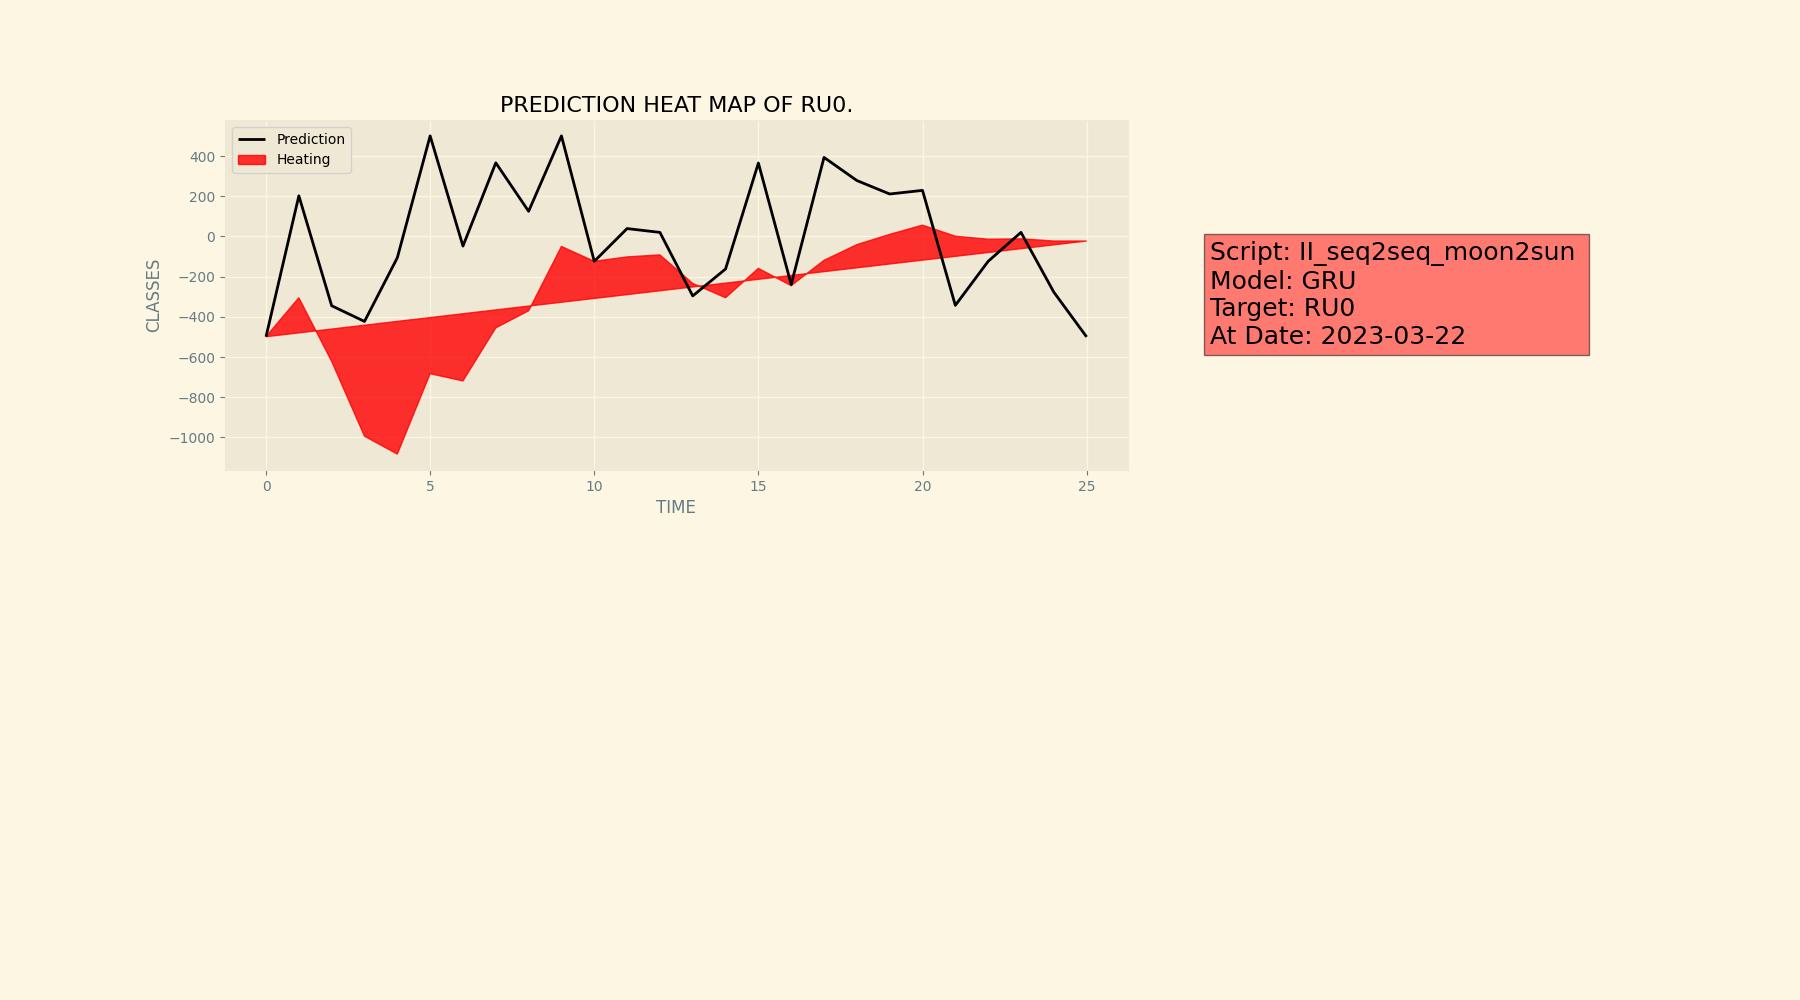 PREDICTION HEAT MAP OF RU0.
Prediction
Heating
400
200
0
−200
−400
−600
−800
−1000
CLASSES
0 5 10 15 20 25
TIME
Script: II_seq2seq_moon2sun
Model: GRU
Target: RU0
At Date: 2023-03-22